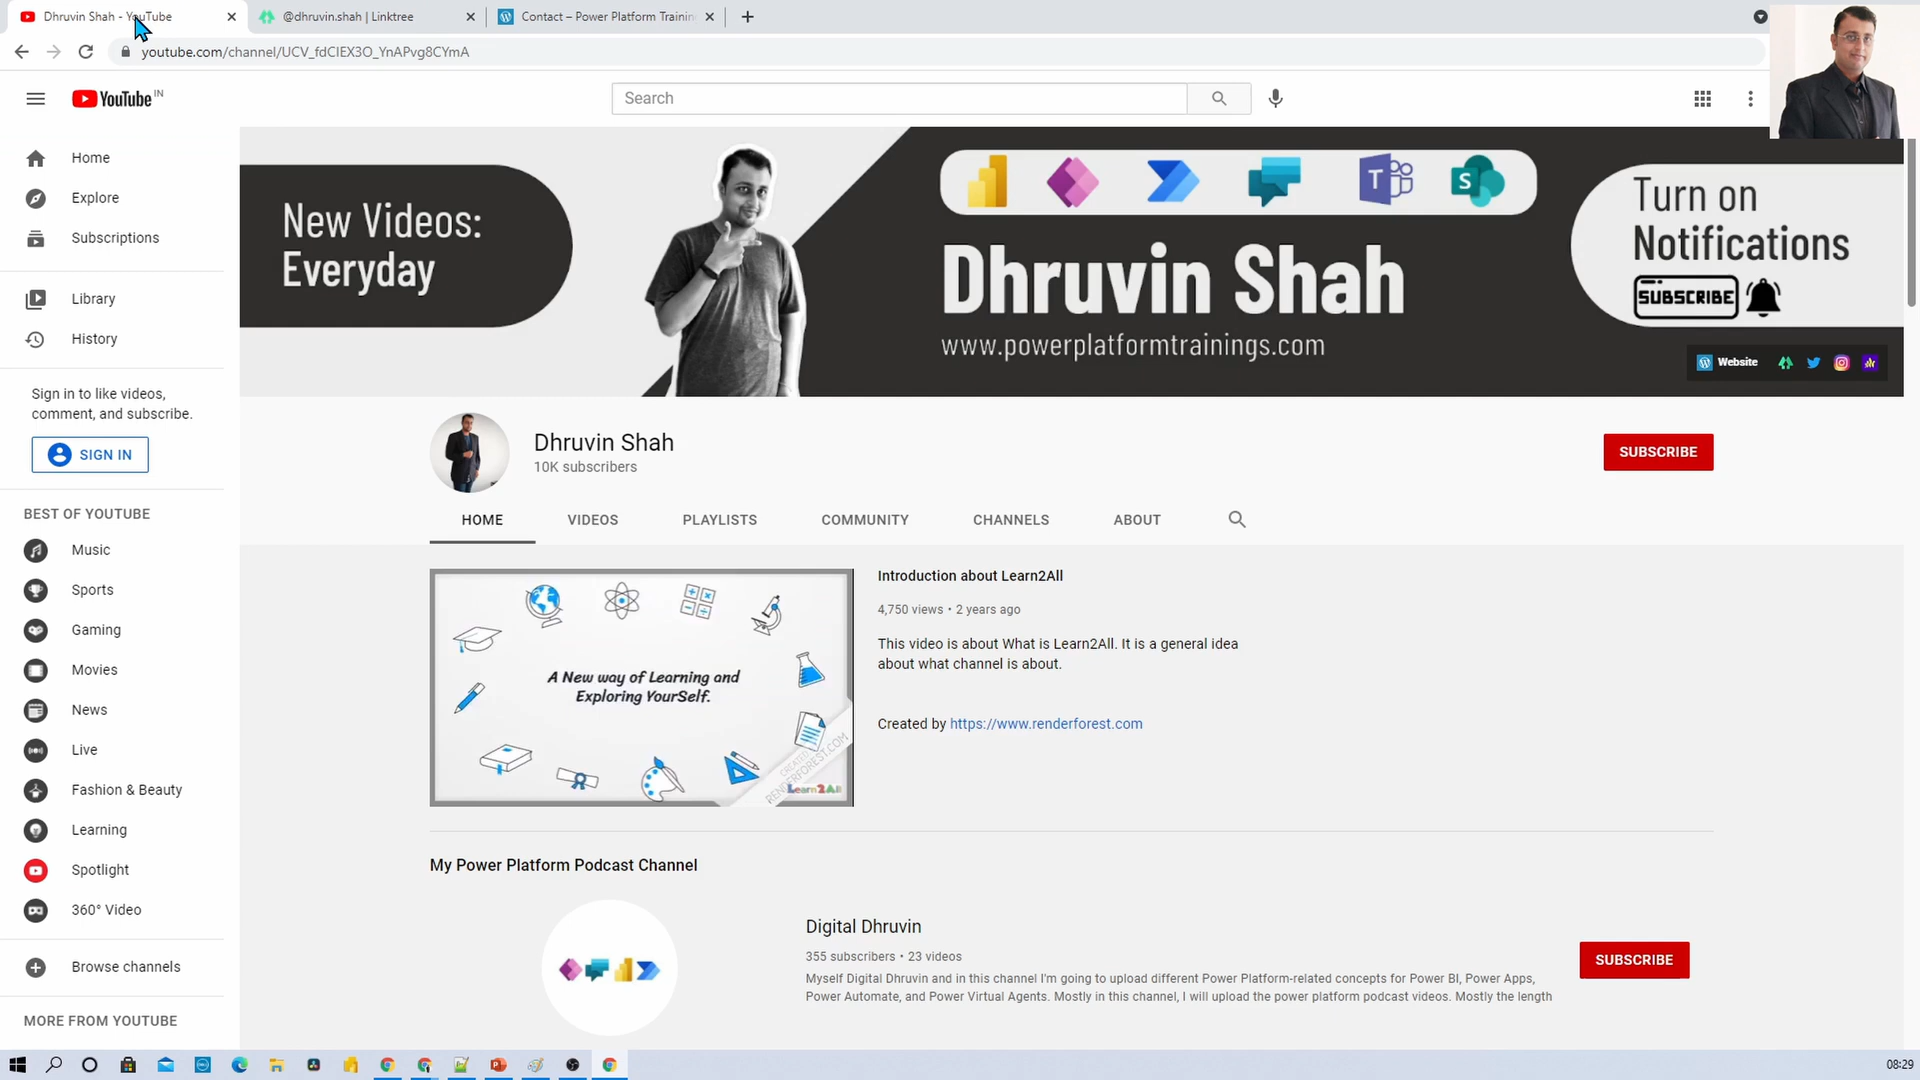 Dhruvin Shah - YouTube
@dhruvin.shah | Linktree
Contact – Power Platform Trainin
youtube.com/channel/UCV_fdCIEX3O_YnAPvg8CYmA
YouTube IN
Search
Home
Explore
Subscriptions
Library
History
Sign in to like videos,
comment, and subscribe.
SIGN IN
BEST OF YOUTUBE
Music
Sports
Gaming
Movies
News
Live
Fashion & Beauty
Learning
Spotlight
360° Video
Browse channels
MORE FROM YOUTUBE
New Videos:
Everyday
Dhruvin Shah
www.powerplatformtrainings.com
Turn on
Notifications
SUBSCRIBE
Website
Dhruvin Shah
10K subscribers
SUBSCRIBE
HOME
VIDEOS
PLAYLISTS
COMMUNITY
CHANNELS
ABOUT
A New way of Learning and
Exploring YourSelf.
CREATED BY
RENDERFOREST.COM
Learn2All
Introduction about Learn2All
4,750 views • 2 years ago
This video is about What is Learn2All. It is a general idea
about what channel is about.
Created by https://www.renderforest.com
My Power Platform Podcast Channel
Digital Dhruvin
355 subscribers • 23 videos
Myself Digital Dhruvin and in this channel I'm going to upload different Power Platform-related concepts for Power BI, Power Apps,
Power Automate, and Power Virtual Agents. Mostly in this channel, I will upload the power platform podcast videos. Mostly the length
SUBSCRIBE
08:29